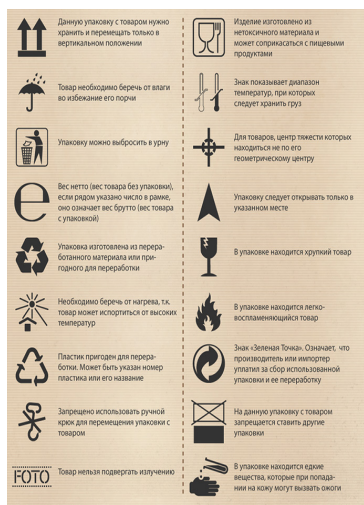 Данную упаковку с товаром нужно
хранить и перемещать только в
вертикальном положении
Товар необходимо беречь от влаги
во избежание его порчи
Упаковку можно выбросить в урну
Вес нетто (вес товара без упаковки),
если рядом указано число в рамке,
оно означает вес брутто (вес товара
с упаковкой)
Упаковка изготовлена из перера-
ботанного материала или при-
годного для переработки
Необходимо беречь от нагрева, т.к.
товар может испортиться от высоких
температур
Пластик пригоден для перера-
ботки. Может быть указан номер
пластика или его название
Запрещено использовать ручной
крюк для перемещения упаковки с
товаром
FOTO
Товар нельзя подвергать излучению
Изделие изготовлено из
нетоксичного материала и
может соприкасаться с пищевыми
продуктами
Знак показывает диапазон
температур, при которых
следует хранить груз
Для товаров, центр тяжести которых
находиться не по его
геометрическому центру
Упаковку следует открывать только в
указанном месте
В упаковке находится хрупкий товар
В упаковке находится легко-
воспламеняющийся товар
Знак «Зеленая Точка». Означает, что
производитель или импортер
уплатил за сбор использованной
упаковки и ее переработку
На данную упаковку с товаром
запрещается ставить другие
упаковки
В упаковке находятся едкие
вещества, которые при попада-
нии на кожу могут вызвать ожоги